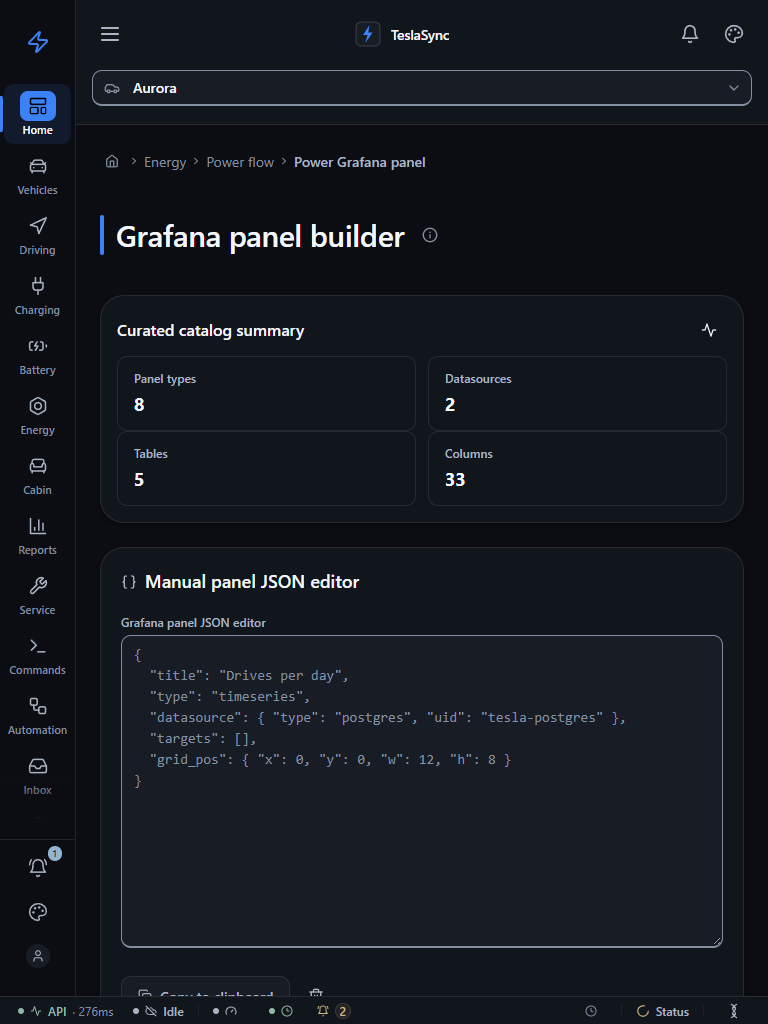 TeslaSync
Aurora
Home
Vehicles
Driving
Charging
Battery
Energy
Cabin
Reports
Service
Commands
Automation
Inbox
1
Energy
Power flow
Power Grafana panel
Grafana panel builder
Curated catalog summary
Panel types
8
Datasources
2
Tables
5
Columns
33
{} Manual panel JSON editor
Grafana panel JSON editor
{
"title": "Drives per day",
"type": "timeseries",
"datasource": { "type": "postgres", "uid": "tesla-postgres" },
"targets": [],
"grid_pos": { "x": 0, "y": 0, "w": 12, "h": 8 }
}
Copy to clipboard
API · 276ms
Idle
2
Status